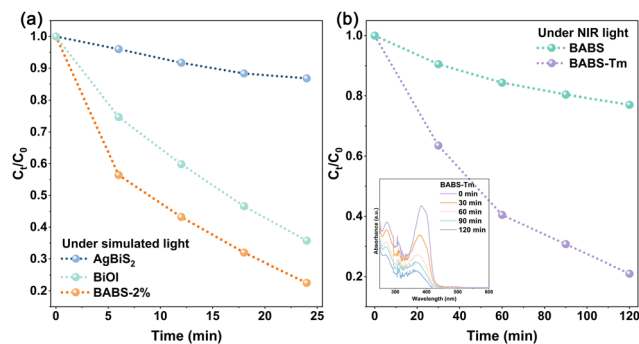 (a)
1.0
0.9
0.8
0.7
0.6
0.5
0.4
0.3
0.2
Ct/C0
Under simulated light
AgBiS2
BiOI
BABS-2%
0 5 10 15 20 25
Time (min)
(b)
1.0
0.8
0.6
0.4
0.2
Ct/C0
Under NIR light
BABS
BABS-Tm
BABS-Tm
0 min
30 min
60 min
90 min
120 min
Absorbance (a.u.)
300 400 500 600
Wavelength (nm)
0 20 40 60 80 100 120
Time (min)